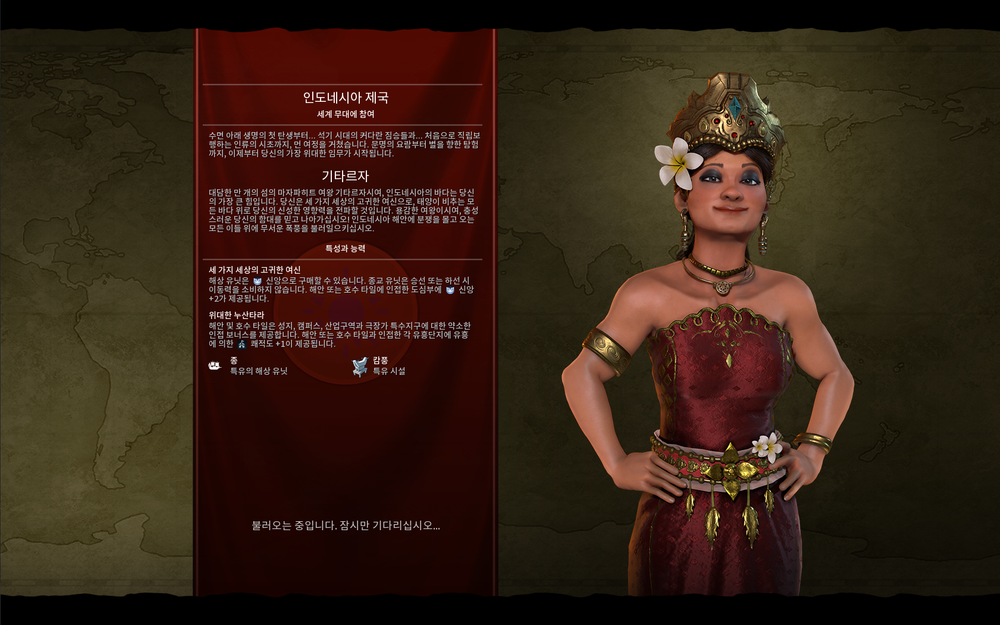 인도네시아 제국
세계 무대에 참여
수면 아래 생명의 첫 탄생부터... 석기 시대의 커다란 짐승들과... 처음으로 직립보
행하는 인류의 시초까지, 먼 여정을 거쳤습니다. 문명의 요람부터 별을 향한 탐험
까지, 이제부터 당신의 가장 위대한 임무가 시작됩니다.
기타르자
대담한 만 개의 섬의 마자파히트 여왕 기타르자시여, 인도네시아의 바다는 당신
의 가장 큰 힘입니다. 당신은 세 가지 세상의 고귀한 여신으로, 태양이 비추는 모
든 바다 위로 당신의 신성한 영향력을 전파할 것입니다. 용감한 여왕이시여, 충성
스러운 당신의 함대를 믿고 나아가십시오! 인도네시아 해안에 분쟁을 몰고 오는
모든 이들 위에 무서운 폭풍을 불러일으키십시오.
특성과 능력
세 가지 세상의 고귀한 여신
해상 유닛은 신앙으로 구매할 수 있습니다. 종교 유닛은 승선 또는 하선 시
이동력을 소비하지 않습니다. 해안 또는 호수 타일에 인접한 도심부에 신앙
+2가 제공됩니다.
위대한 누산타라
해안 및 호수 타일은 성지, 캠퍼스, 산업구역과 극장가 특수지구에 대한 약소한
인접 보너스를 제공합니다. 해안 또는 호수 타일과 인접한 각 유흥단지에 유흥
에 의한 쾌적도 +1이 제공됩니다.
종
특유의 해상 유닛
캄풍
특유 시설
불러오는 중입니다. 잠시만 기다리십시오...